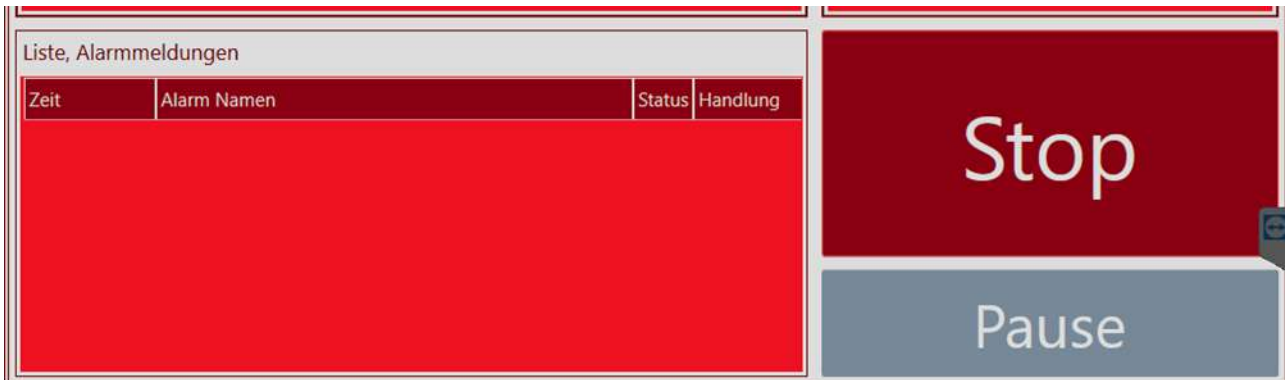 Liste, Alarmmeldungen
Zeit Alarm Namen Status Handlung
Stop
Pause